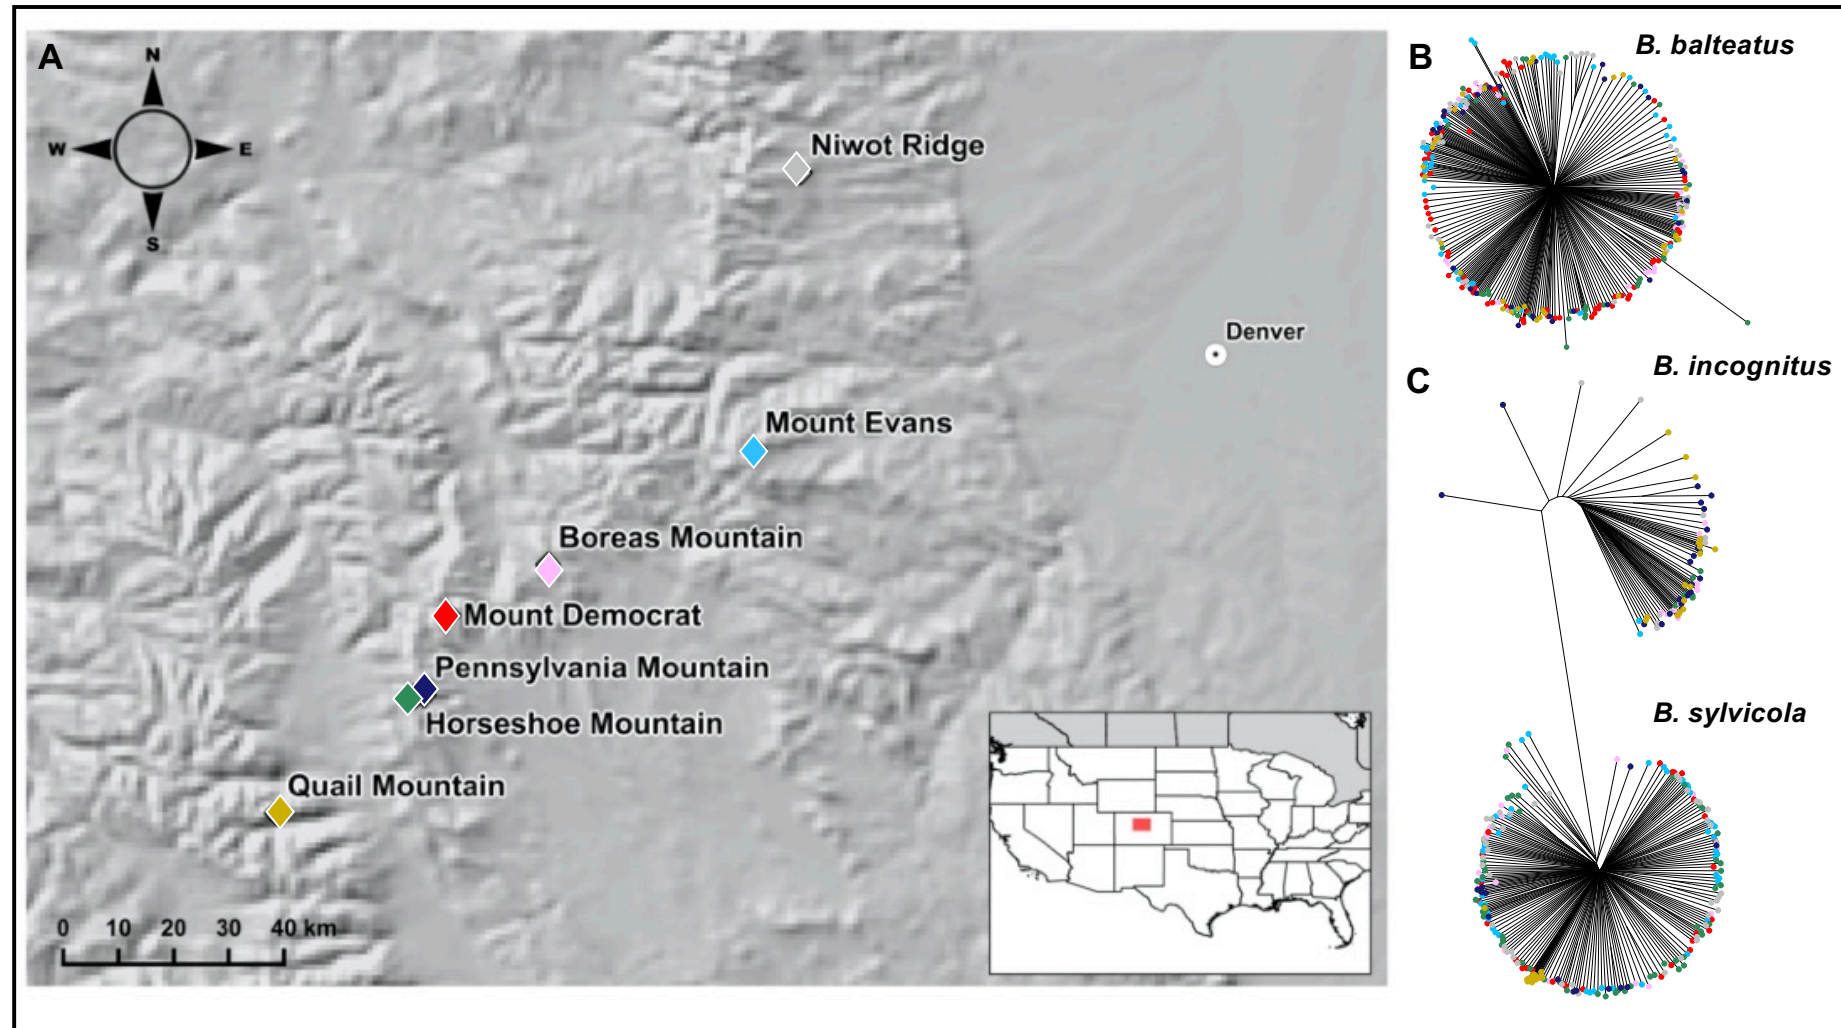 A
N
W
E
S
Niwot Ridge
Denver
Mount Evans
Boreas Mountain
Mount Democrat
Pennsylvania Mountain
Horseshoe Mountain
Quail Mountain
0 10 20 30 40 km
B
B. balteatus
C
B. incognitus
B. sylvicola